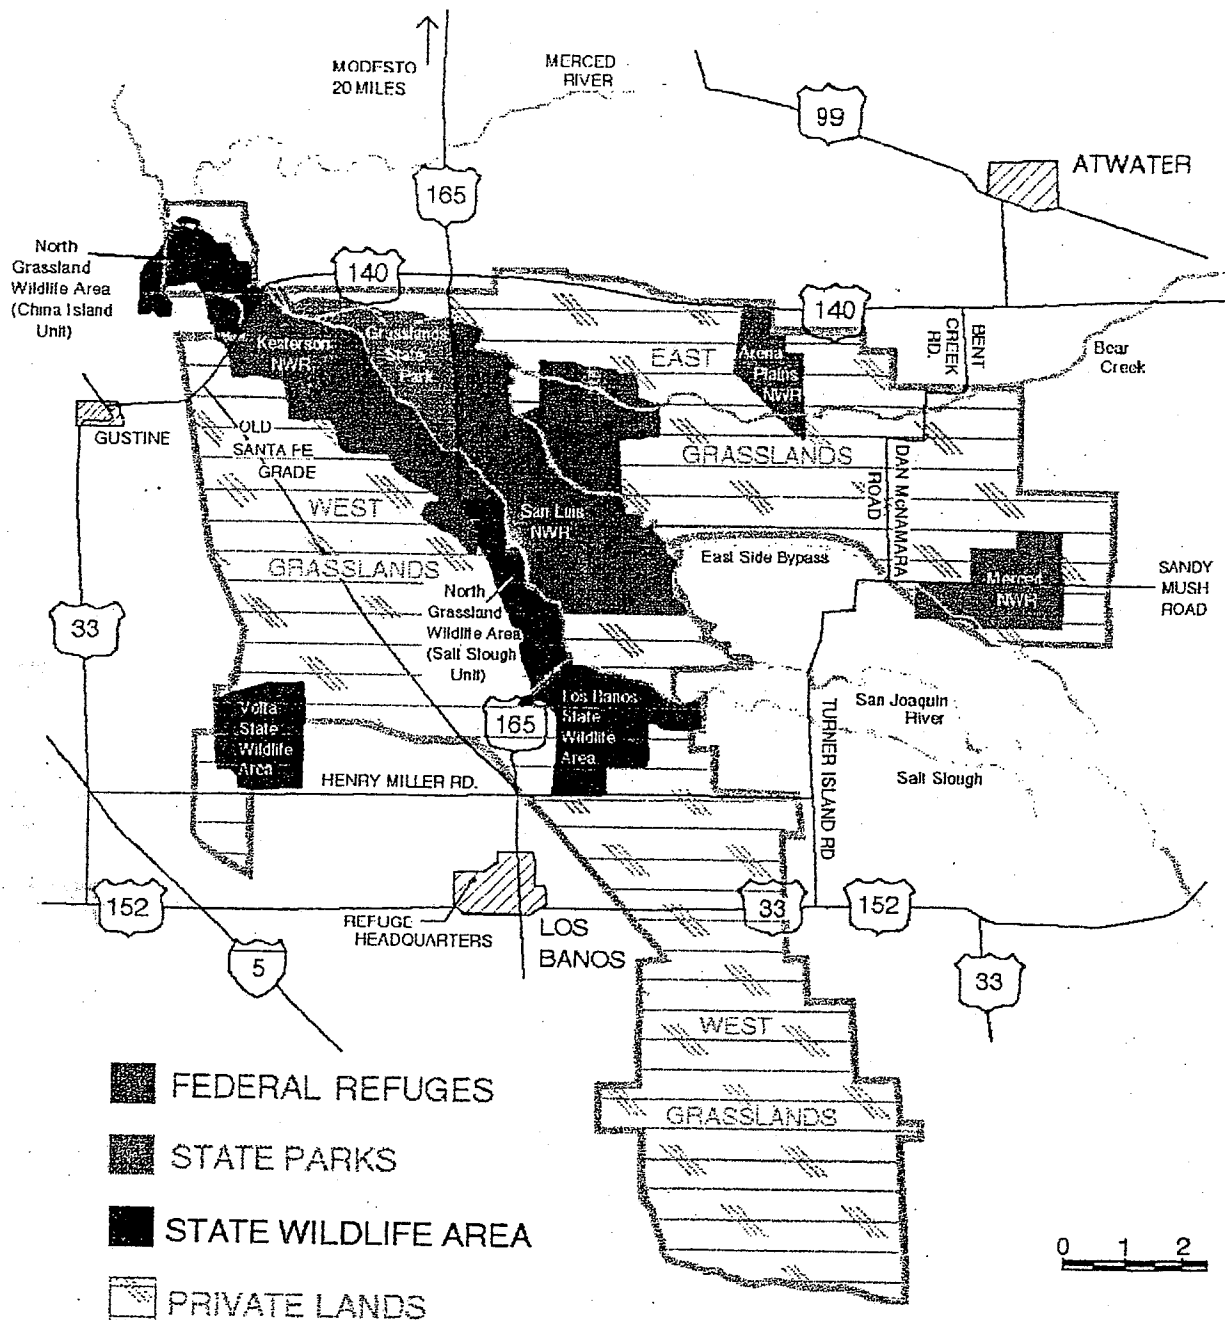 MODESTO
20 MILES
MERCED
RIVER
99
ATWATER
165
North
Grassland
Wildlife Area
(China Island
Unit)
140
140
Kesterson
NWR
Grasslands
State
Park
EAST
Arena
Plains
NWR
BENT
CREEK
RD.
Bear
Creek
GUSTINE
OLD
SANTA FE
GRADE
GRASSLANDS
DAN McNAMARA
ROAD
WEST
GRASSLANDS
San Luis
NWR
East Side Bypass
Merced
NWR
SANDY
MUSH
ROAD
33
North
Grassland
Wildlife Area
(Salt Slough
Unit)
Volta
State
Wildlife
Area
165
Los Banos
State
Wildlife
Area
San Joaquin
River
Salt Slough
TURNER ISLAND RD
HENRY MILLER RD.
152
REFUGE
HEADQUARTERS
LOS
BANOS
33
152
5
33
WEST
GRASSLANDS
FEDERAL REFUGES
STATE PARKS
STATE WILDLIFE AREA
PRIVATE LANDS
0 1 2